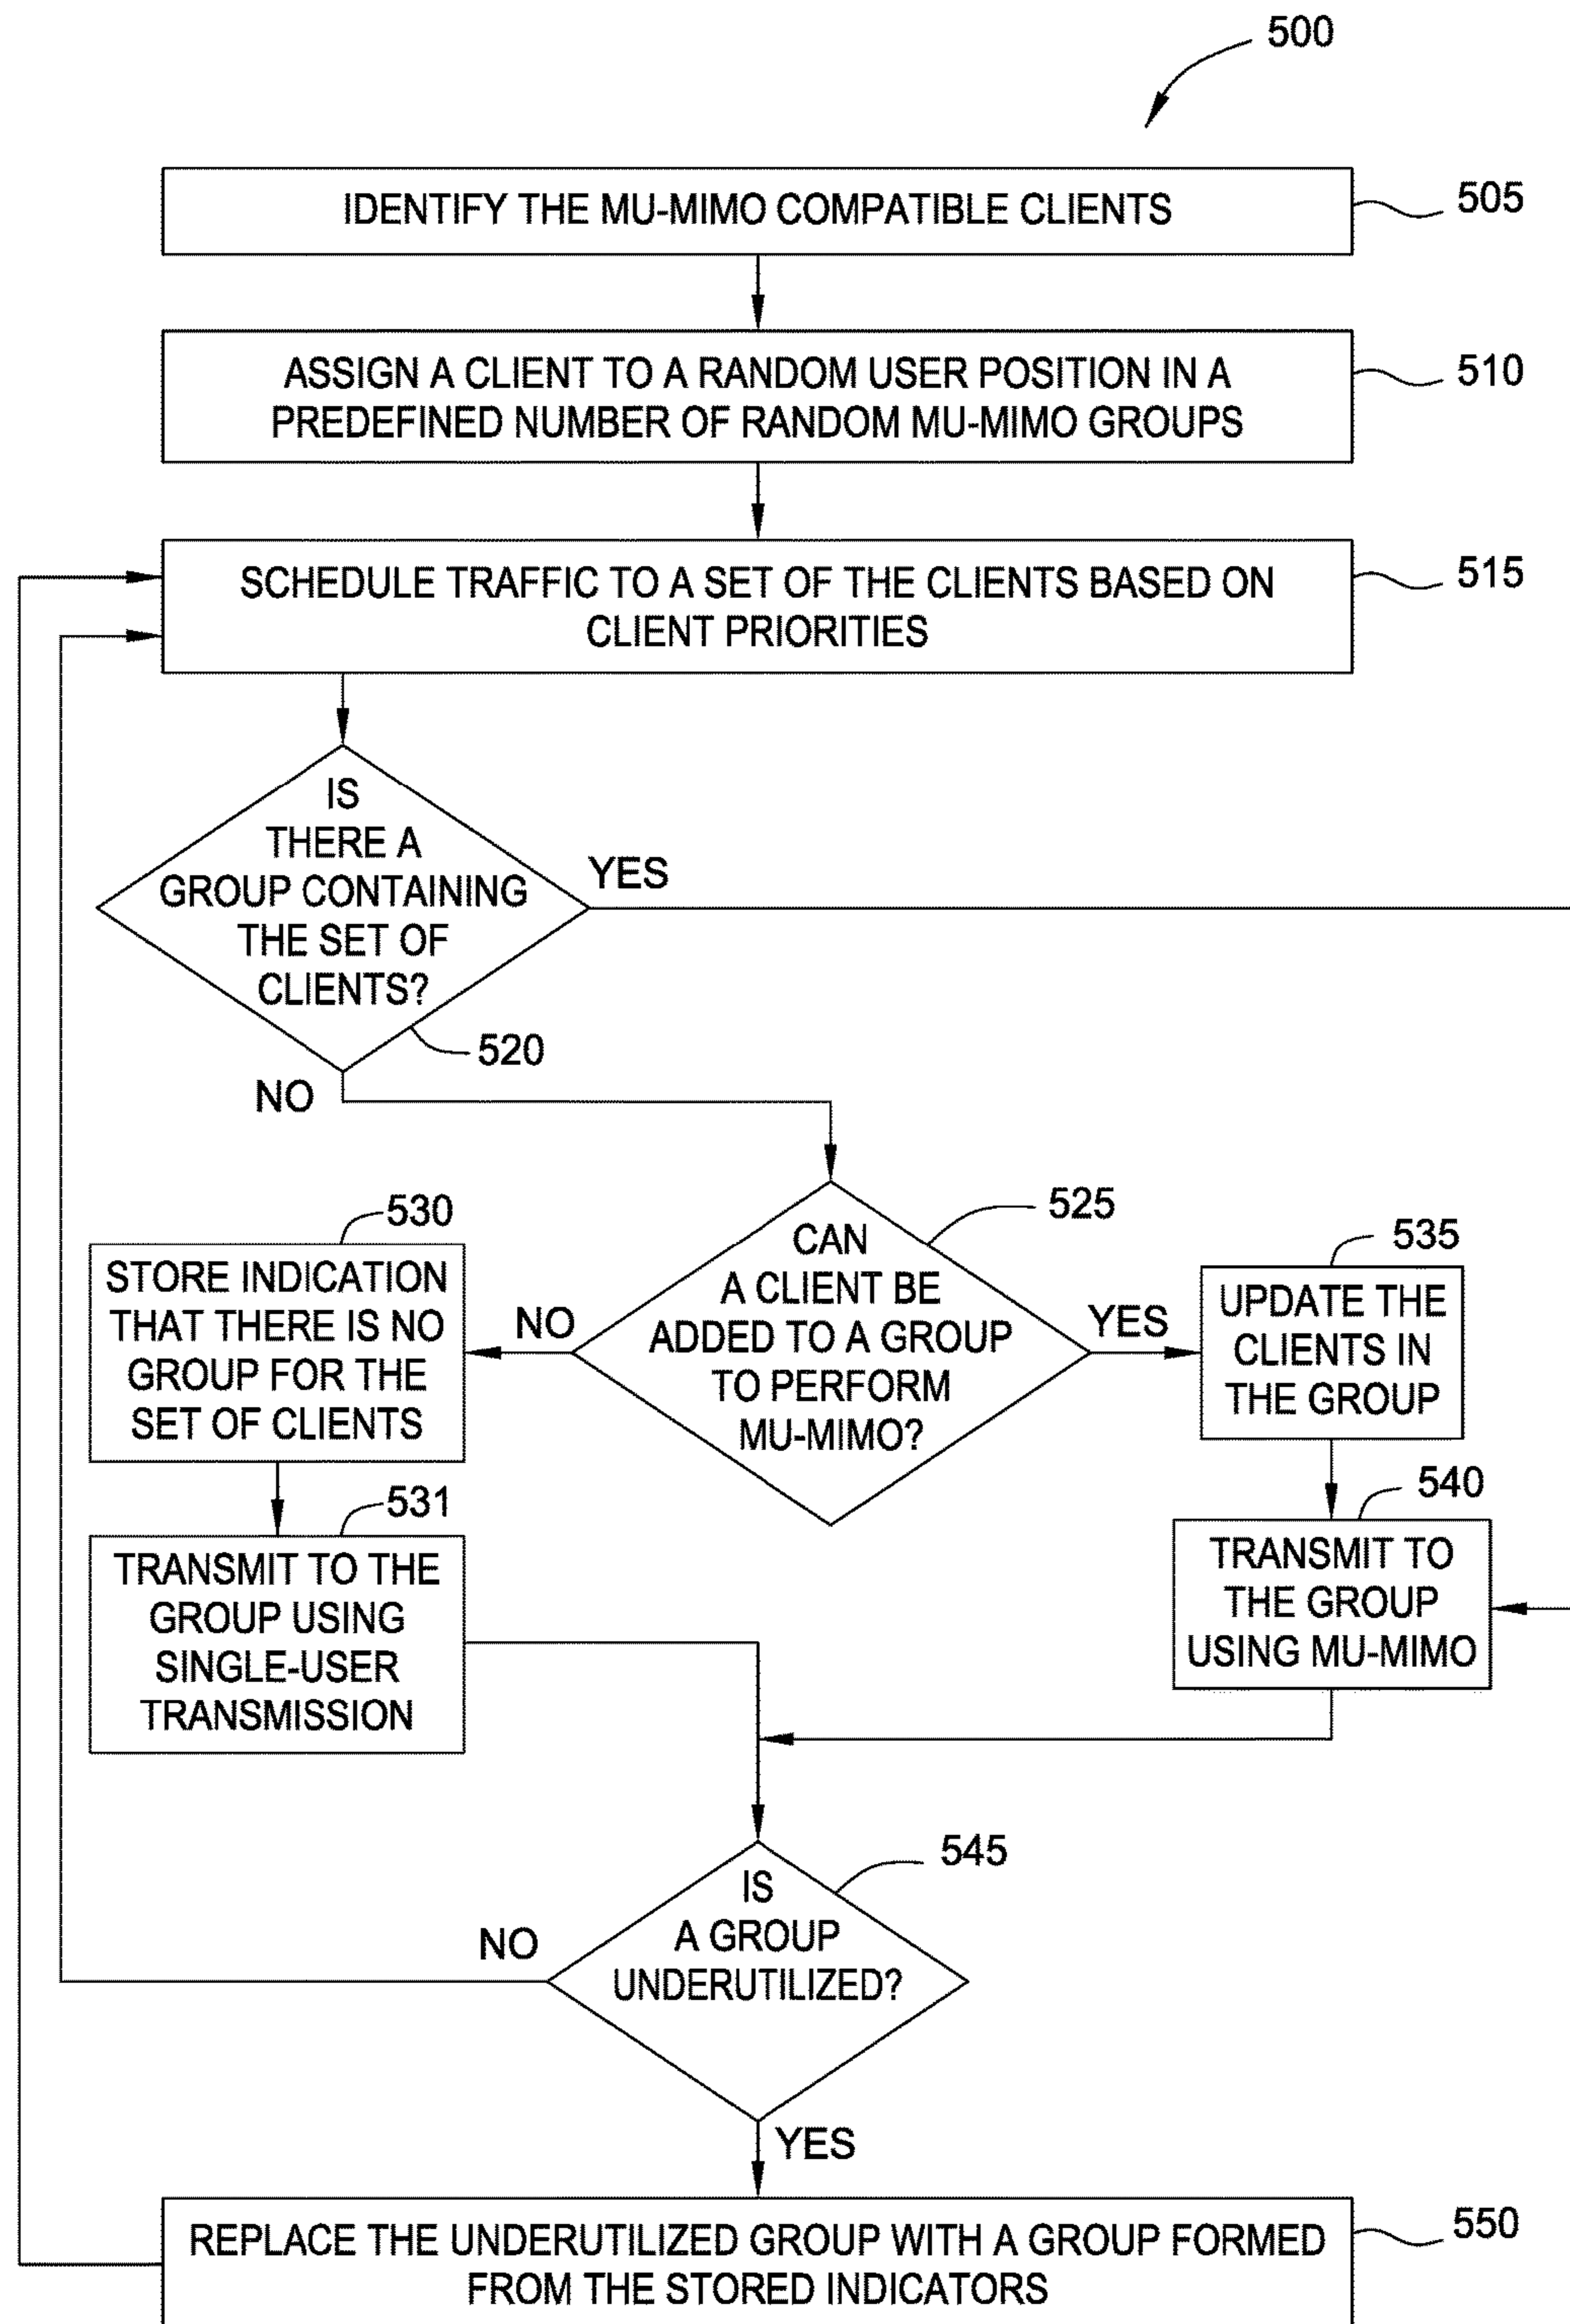 500
IDENTIFY THE MU-MIMO COMPATIBLE CLIENTS
505
ASSIGN A CLIENT TO A RANDOM USER POSITION IN A
PREDEFINED NUMBER OF RANDOM MU-MIMO GROUPS
510
SCHEDULE TRAFFIC TO A SET OF THE CLIENTS BASED ON
CLIENT PRIORITIES
515
IS
THERE A
GROUP CONTAINING
THE SET OF
CLIENTS?
YES
520
NO
525
CAN
A CLIENT BE
ADDED TO A GROUP
TO PERFORM
MU-MIMO?
NO
YES
530
STORE INDICATION
THAT THERE IS NO
GROUP FOR THE
SET OF CLIENTS
535
UPDATE THE
CLIENTS IN
THE GROUP
531
TRANSMIT TO THE
GROUP USING
SINGLE-USER
TRANSMISSION
540
TRANSMIT TO
THE GROUP
USING MU-MIMO
545
IS
A GROUP
UNDERUTILIZED?
NO
YES
REPLACE THE UNDERUTILIZED GROUP WITH A GROUP FORMED
FROM THE STORED INDICATORS
550